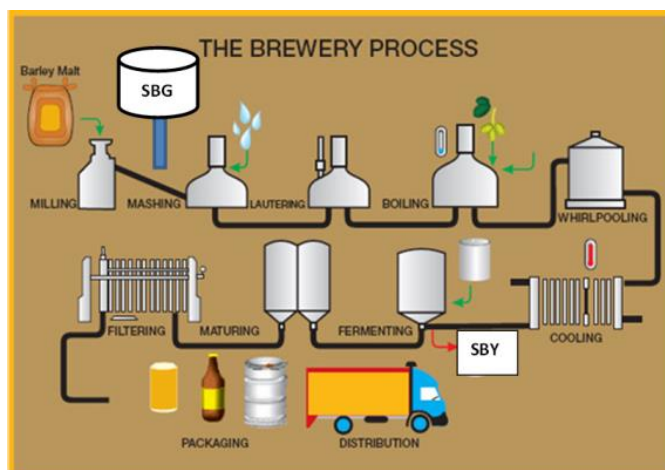 THE BREWERY PROCESS
Barley Malt
SBG
MILLING
MASHING
LAUTERING
BOILING
WHIRLPOOLING
FILTERING
MATURING
FERMENTING
SBY
COOLING
PACKAGING
DISTRIBUTION